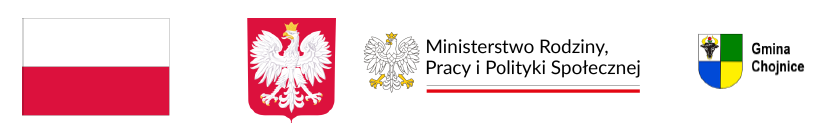 Ministerstwo Rodziny,
Pracy i Polityki Społecznej
Gmina
Chojnice